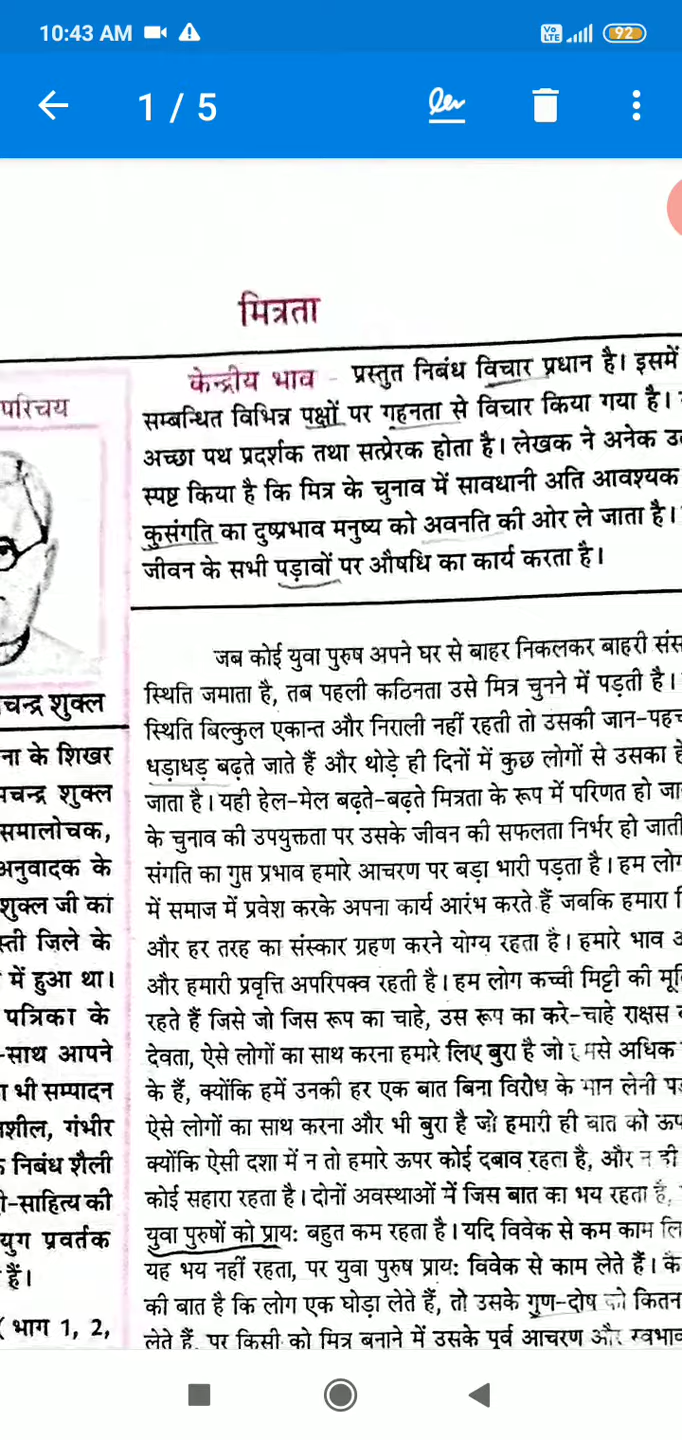 10:43 AM
Vo LTE
92
1 / 5
मित्रता
केन्द्रीय भाव - प्रस्तुत निबंध विचार प्रधान है। इसमें
सम्बन्धित विभिन्न पक्षों पर गहनता से विचार किया गया है।
अच्छा पथ प्रदर्शक तथा सत्प्रेरक होता है। लेखक ने अनेक
स्पष्ट किया है कि मित्र के चुनाव में सावधानी अति आवश्यक
कुसंगति का दुष्प्रभाव मनुष्य को अवनति की ओर ले जाता है।
जीवन के सभी पड़ावों पर औषधि का कार्य करता है।
परिचय
चन्द्र शुक्ल
ना के शिखर
चन्द्र शुक्ल
समालोचक,
अनुवादक के
शुक्ल जी का
स्ती ज़िले के
में हुआ था।
पत्रिका के
-साथ आपने
भी सम्पादन
शील, गंभीर
निबंध शैली
ी-साहित्य की
युग प्रवर्तक
हैं।
( भाग 1, 2,
जब कोई युवा पुरुष अपने घर से बाहर निकलकर बाहरी संस
स्थिति जमाता है, तब पहली कठिनता उसे मित्र चुनने में पड़ती है।
स्थिति बिल्कुल एकान्त और निराली नहीं रहती तो उसकी जान-पहच
धड़ाधड़ बढ़ते जाते हैं और थोड़े ही दिनों में कुछ लोगों से उसका हे
जाता है। यही हेल-मेल बढ़ते-बढ़ते मित्रता के रूप में परिणत हो जा
के चुनाव की उपयुक्तता पर उसके जीवन की सफलता निर्भर हो जाती
संगति का गुप्त प्रभाव हमारे आचरण पर बड़ा भारी पड़ता है। हम लोग
में समाज में प्रवेश करके अपना कार्य आरंभ करते हैं जबकि हमारा
और हर तरह का संस्कार ग्रहण करने योग्य रहता है। हमारे भाव
और हमारी प्रवृत्ति अपरिपक्व रहती है। हम लोग कच्ची मिट्टी की मूर्ति
रहते हैं जिसे जो जिस रूप का चाहे, उस रूप का करे-चाहे राक्षस
देवता, ऐसे लोगों का साथ करना हमारे लिए बुरा है जो हमसे अधिक
के हैं, क्योंकि हमें उनकी हर एक बात बिना विरोध के मान लेनी पड़
ऐसे लोगों का साथ करना और भी बुरा है जो हमारी ही बात को ऊप
क्योंकि ऐसी दशा में न तो हमारे ऊपर कोई दबाव रहता है, और न ही
कोई सहारा रहता है। दोनों अवस्थाओं में जिस बात का भय रहता है,
युवा पुरुषों को प्राय: बहुत कम रहता है। यदि विवेक से कम काम लि
यह भय नहीं रहता, पर युवा पुरुष प्राय: विवेक से काम लेते हैं। कै
की बात है कि लोग एक घोड़ा लेते हैं, तो उसके गुण-दोष को कितन
लेते हैं, पर किसी को मित्र बनाने में उसके पूर्व आचरण और स्वभाव